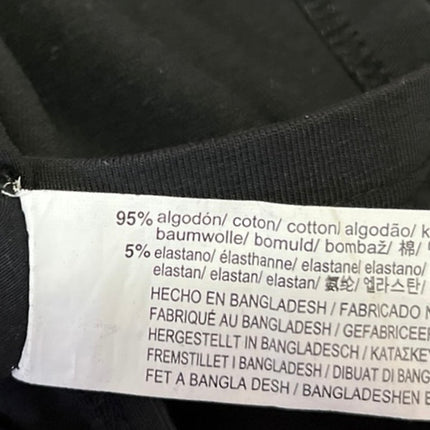 95% algodón/ coton/ cotton/ algodão/ k
baumwolle/ bomuld/ bombaž/ 棉/
5% elastano/ élasthanne/ elastane/ elastano/
elastan/ elastan/ elastan/ 氨纶/ 엘라스탄/
HECHO EN BANGLADESH / FABRICADO N
FABRIQUÉ AU BANGLADESH / GEFABRICEER
HERGESTELLT IN BANGLADESCH / ΚΑΤΑΣΚΕΥ
FREMSTILLET I BANGLADESH / DIBUAT DI BANG
FET A BANGLA DESH / BANGLADESHEN E